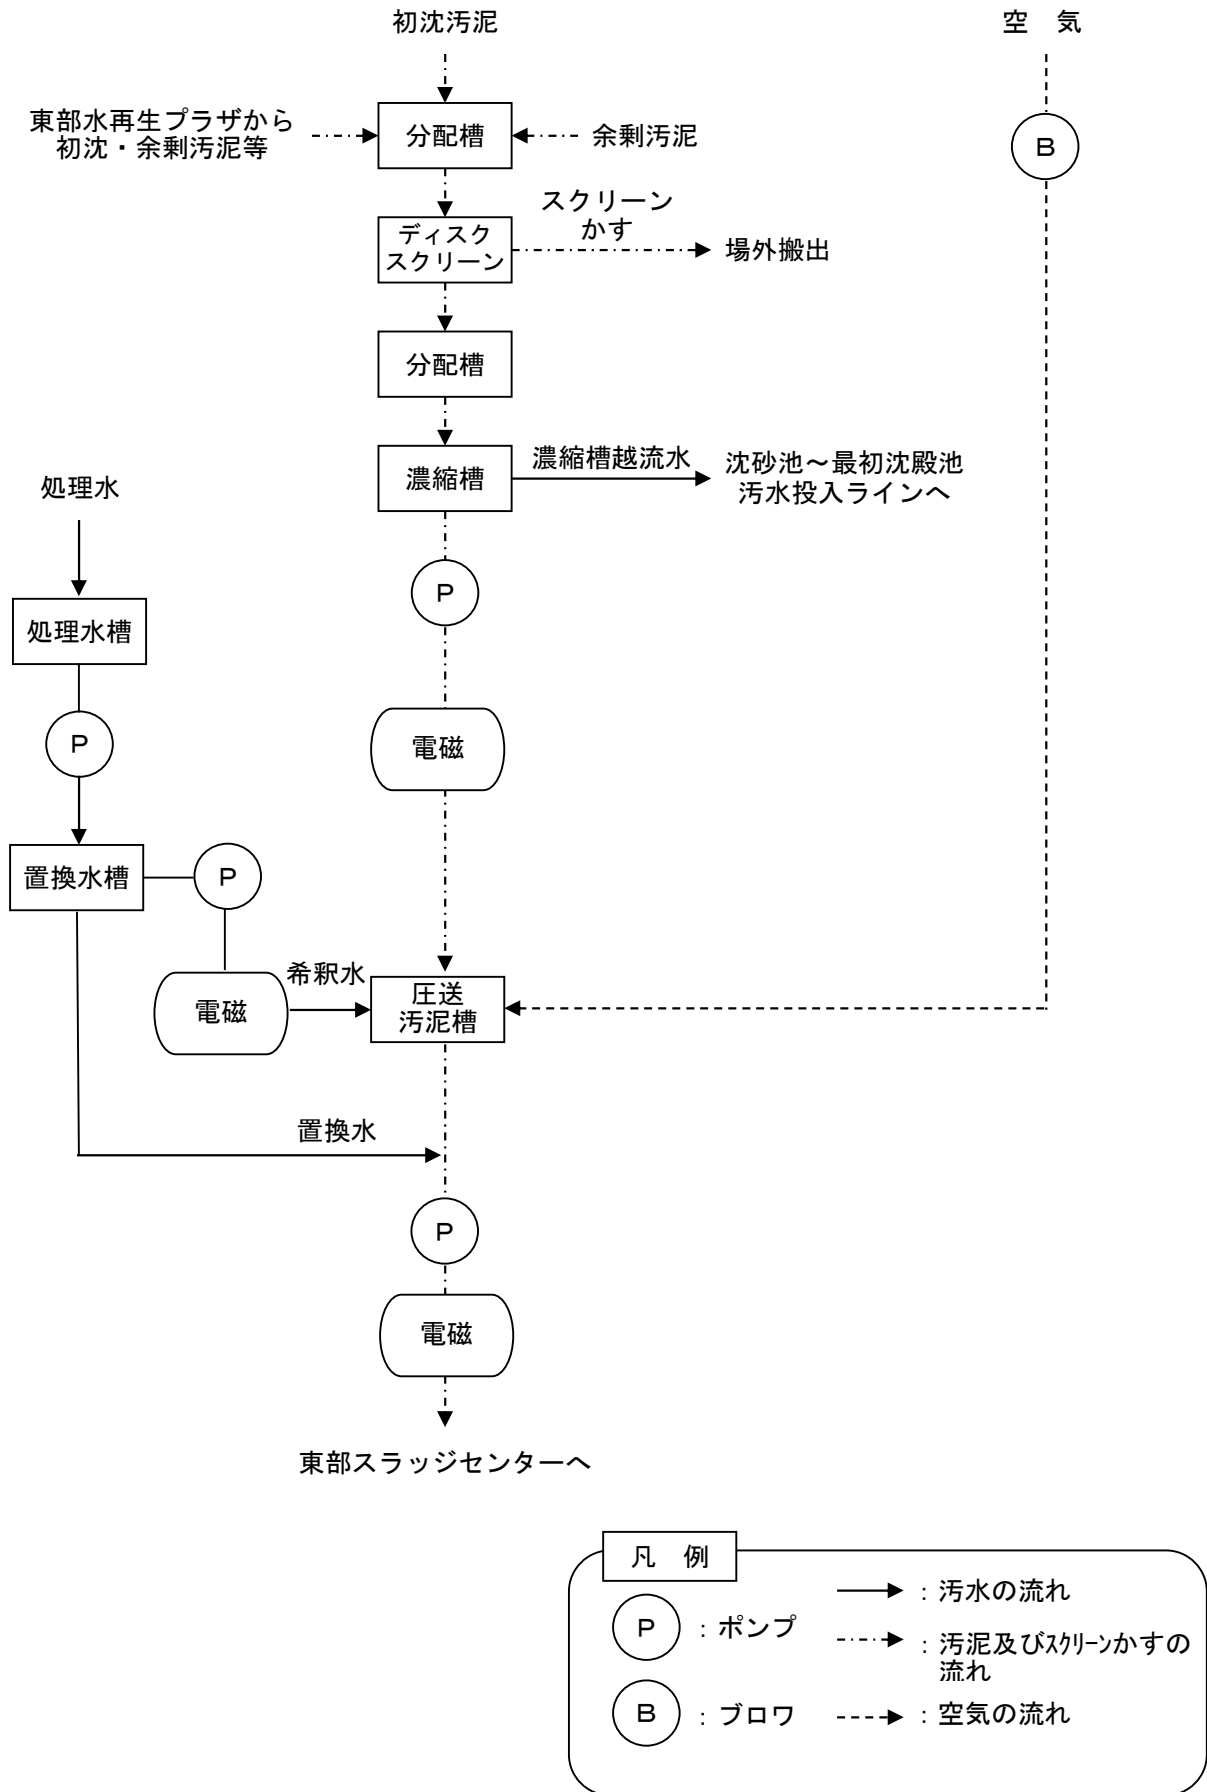 初沈汚泥
空　気
東部水再生プラザから
初沈・余剰汚泥等
分配槽
余剰汚泥
B
スクリーン
かす
ディスク
スクリーン
場外搬出
分配槽
濃縮槽
濃縮槽越流水
沈砂池～最初沈殿池
汚水投入ラインへ
処理水
P
処理水槽
P
電磁
置換水槽
P
希釈水
電磁
圧送
汚泥槽
置換水
P
電磁
東部スラッジセンターへ
凡　例
P
：ポンプ
B
：ブロワ
：汚水の流れ
：汚泥及びｽｸﾘｰﾝかすの
流れ
：空気の流れ